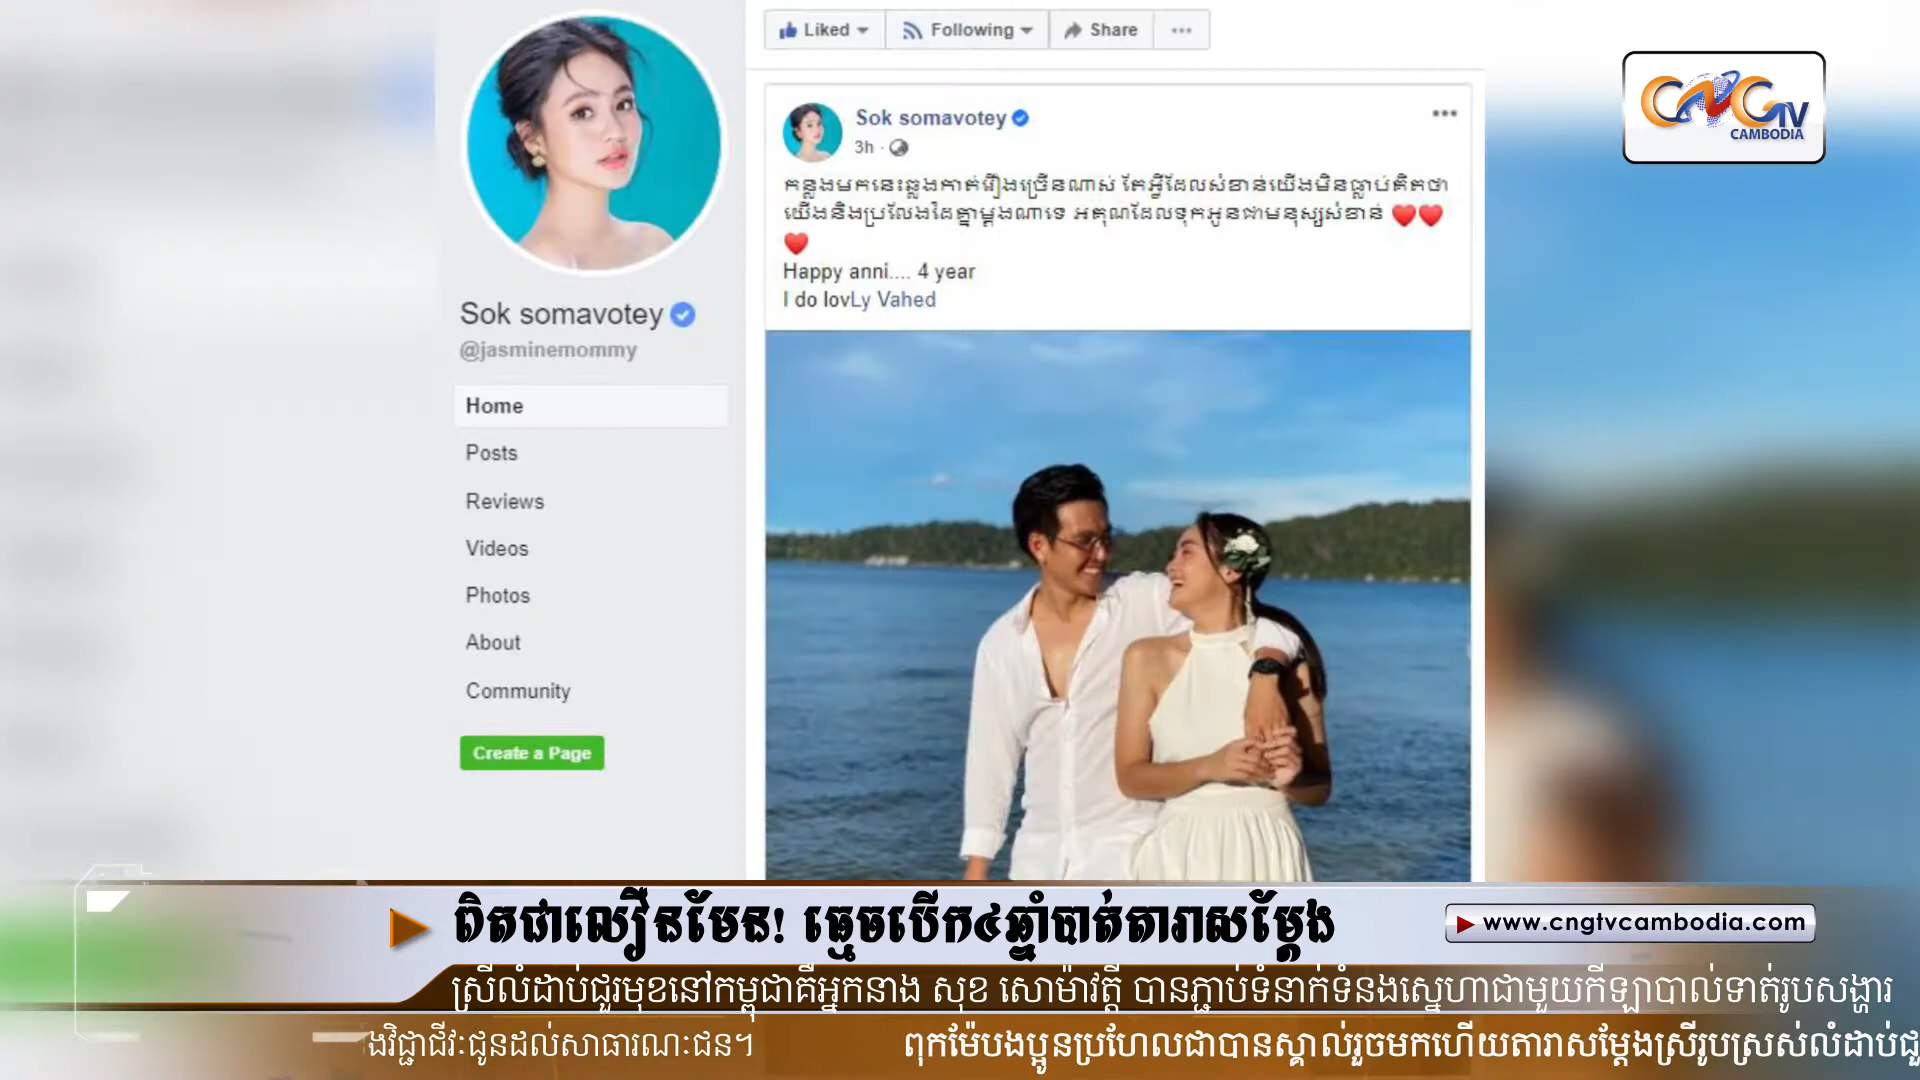 Liked
Following
Share
CNG TV
CAMBODIA
Sok somavotey
3h
កន្លងមកនេះឆ្លងកាត់រឿងច្រើនណាស់ តែអ្វីដែលសំខាន់យើងមិនធ្លាប់គិតថា
យើងនិងប្រលែងដៃគ្នាម្ដងណាទេ អគុណដែលទុកអូនជាមនុស្សសំខាន់ ❤️❤️
❤️
Happy anni.... 4 year
I do lovLy Vahed
Sok somavotey
@jasminemommy
Home
Posts
Reviews
Videos
Photos
About
Community
Create a Page
ពិតជាលឿនមែន! ឆ្មេចបើក៤ឆ្នាំបាត់តារាសម្ដែង
www.cngtvcambodia.com
ស្រីលំដាប់ជួរមុខនៅកម្ពុជាគឺអ្នកនាង សុខ សោម៉ាវត្តី បានភ្ជាប់ទំនាក់ទំនងស្នេហាជាមួយកីឡាបាល់ទាត់រូបសង្ហារ
ងវិជ្ជាជីវៈជូនដល់សាធារណៈជន។ ពុកម៉ែបងប្អូនប្រហែលជាបានស្គាល់រួចមកហើយតារាសម្ដែងស្រីរូបស្រស់លំដាប់ជួ